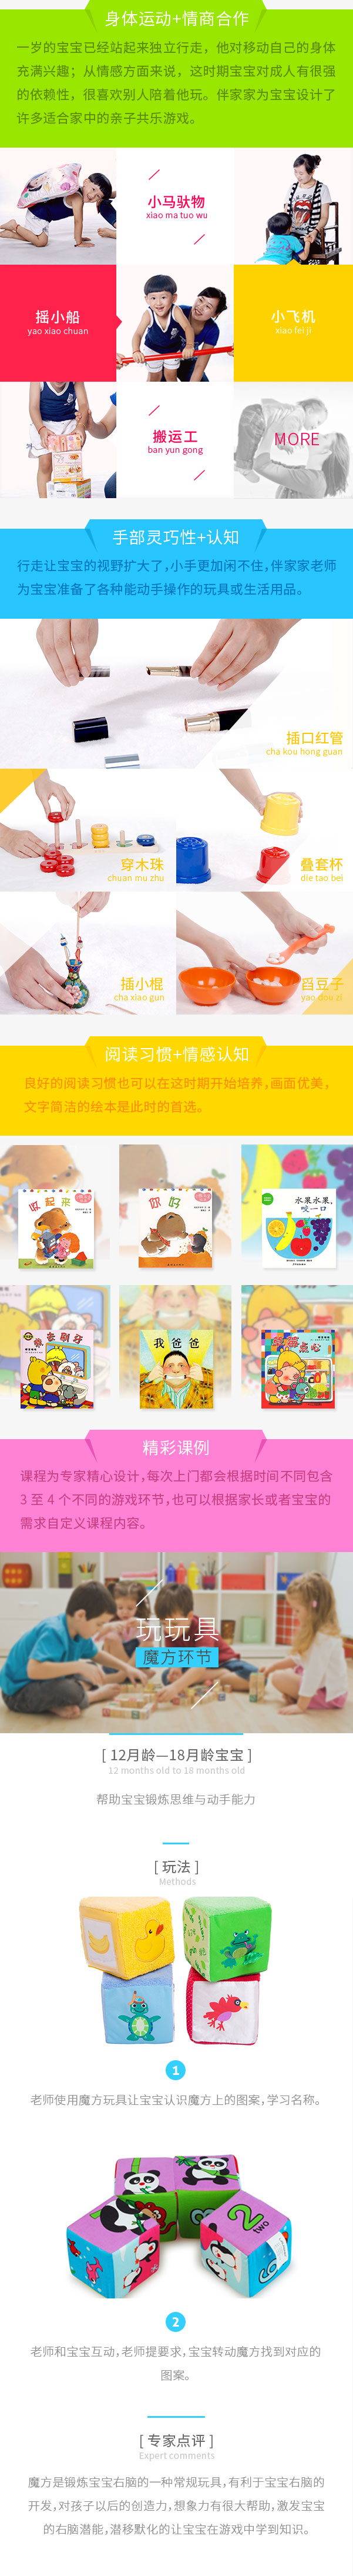 身体运动+情商合作
一岁的宝宝已经站起来独立行走，他对移动自己的身体
充满兴趣；从情感方面来说，这时期宝宝对成人有很强
的依赖性，很喜欢别人陪着他玩。伴家家为宝宝设计了
许多适合家中的亲子共乐游戏。
小马驮物
xiao ma tuo wu
摇小船
yao xiao chuan
小飞机
xiao fei ji
搬运工
ban yun gong
MORE
手部灵巧性+认知
行走让宝宝的视野扩大了，小手更加闲不住，伴家家老师
为宝宝准备了各种能动手操作的玩具或生活用品。
插口红管
cha kou hong guan
穿木珠
chuan mu zhu
叠套杯
die tao bei
插小棍
cha xiao gun
舀豆子
yao dou zi
阅读习惯+情感认知
良好的阅读习惯也可以在这时期开始培养，画面优美，
文字简洁的绘本是此时的首选。
收起来
你好
水果水果，
咬一口
我去刷牙
我爸爸
点心
精彩课例
课程为专家精心设计，每次上门都会根据时间不同包含
3 至 4 个不同的游戏环节，也可以根据家长或者宝宝的
需求自定义课程内容。
玩玩具
魔方环节
[ 12月龄—18月龄宝宝 ]
12 months old to 18 months old
帮助宝宝锻炼思维与动手能力
[ 玩法 ]
Methods
1
老师使用魔方玩具让宝宝认识魔方上的图案，学习名称。
2
two
2
老师和宝宝互动，老师提要求，宝宝转动魔方找到对应的
图案。
[ 专家点评 ]
Expert comments
魔方是锻炼宝宝右脑的一种常规玩具，有利于宝宝右脑的
开发，对孩子以后的创造力，想象力有很大帮助，激发宝宝
的右脑潜能，潜移默化的让宝宝在游戏中学到知识。